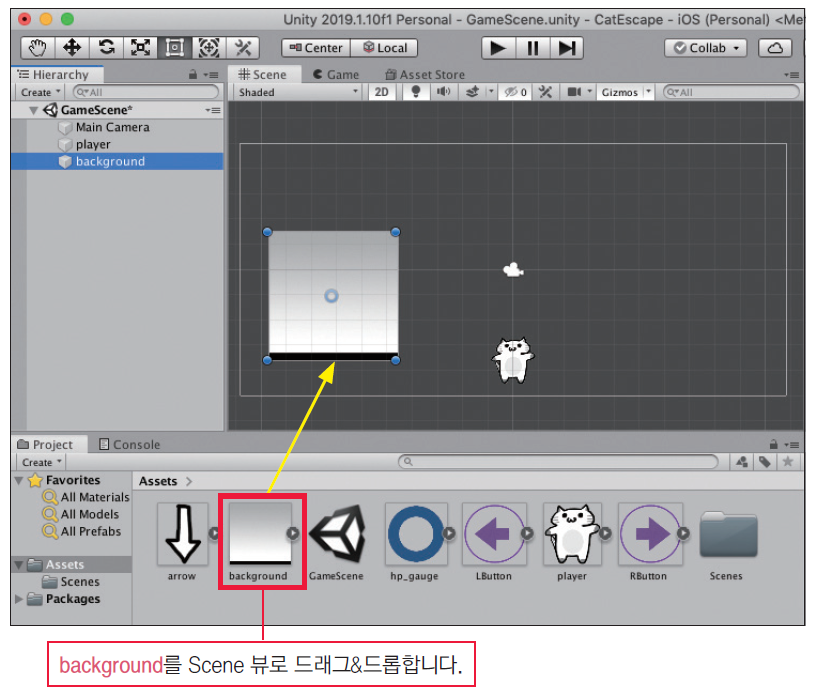 Unity 2019.1.10f1 Personal - GameScene.unity - CatEscape - iOS (Personal) <Me
Center Local Collab
Hierarchy
Create All
GameScene*
Main Camera
player
background
Scene Game Asset Store
Shaded 2D 0 Gizmos All
Project Console
Create
Favorites
All Materials
All Models
All Prefabs
Assets
Scenes
Packages
Assets >
arrow background GameScene hp_gauge LButton player RButton Scenes
background를 Scene 뷰로 드래그&드롭합니다.